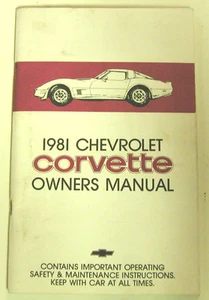 1981 CHEVROLET
corvette
OWNERS MANUAL
CONTAINS IMPORTANT OPERATING
SAFETY & MAINTENANCE INSTRUCTIONS.
KEEP WITH CAR AT ALL TIMES.